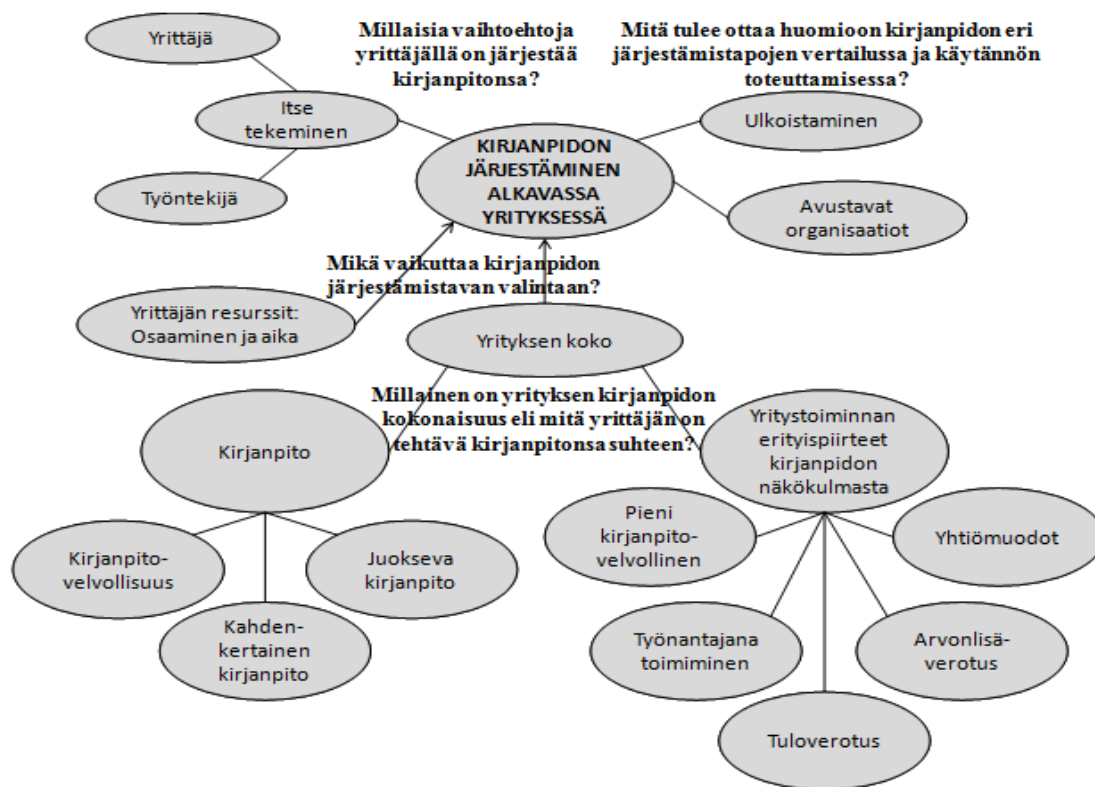 Yrittäjä
Millaisia vaihtoehtoja
yrittäjällä on järjestää
kirjanpitonsa?
Mitä tulee ottaa huomioon kirjanpidon eri
järjestämistapojen vertailussa ja käytännön
toteuttamisessa?
Itse
tekeminen
Ulkoistaminen
KIRJANPIDON
JÄRJESTÄMINEN
ALKAVASSA
YRITYKSESSÄ
Työntekijä
Avustavat
organisaatiot
Mikä vaikuttaa kirjanpidon
järjestämistavan valintaan?
Yrittäjän resurssit:
Osaaminen ja aika
Yrityksen koko
Millainen on yrityksen kirjanpidon
kokonaisuus eli mitä yrittäjän on
tehtävä kirjanpitonsa suhteen?
Kirjanpito
Yritystoiminnan
erityispiirteet
kirjanpidon
näkökulmasta
Kirjanpito-
velvollisuus
Juokseva
kirjanpito
Kahden-
kertainen
kirjanpito
Pieni
kirjanpito-
velvollinen
Yhtiömuodot
Työnantajana
toimiminen
Arvonlisä-
verotus
Tuloverotus